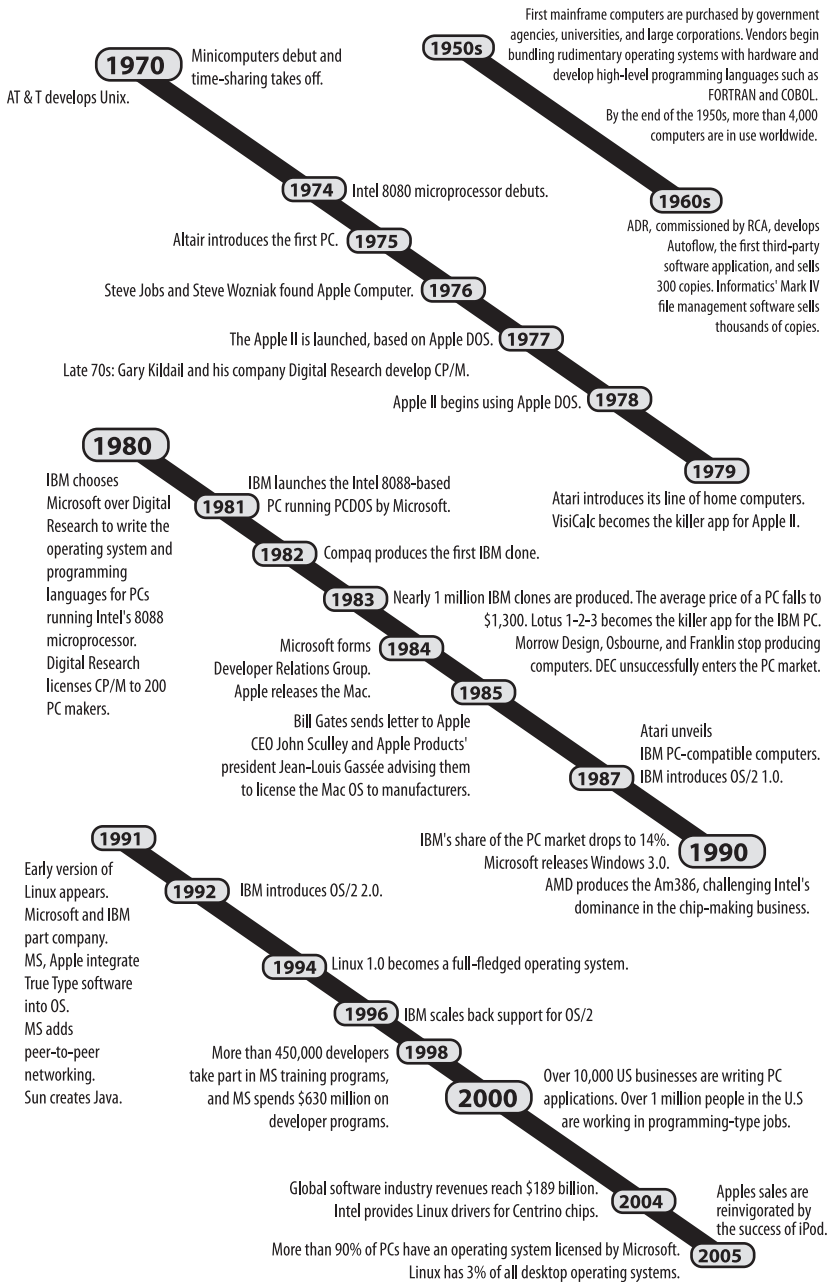 1950s
First mainframe computers are purchased by government
agencies, universities, and large corporations. Vendors begin
bundling rudimentary operating systems with hardware and
develop high-level programming languages such as
FORTRAN and COBOL.
By the end of the 1950s, more than 4,000
computers are in use worldwide.
1960s
ADR, commissioned by RCA, develops
Autoflow, the first third-party
software application, and sells
300 copies. Informatics' Mark IV
file management software sells
thousands of copies.
1970
Minicomputers debut and
time-sharing takes off.
AT & T develops Unix.
1974
Intel 8080 microprocessor debuts.
Altair introduces the first PC.
1975
Steve Jobs and Steve Wozniak found Apple Computer.
1976
The Apple II is launched, based on Apple DOS.
1977
Late 70s: Gary Kildail and his company Digital Research develop CP/M.
Apple II begins using Apple DOS.
1978
1979
Atari introduces its line of home computers.
VisiCalc becomes the killer app for Apple II.
1980
IBM chooses
Microsoft over Digital
Research to write the
operating system and
programming
languages for PCs
running Intel's 8088
microprocessor.
Digital Research
licenses CP/M to 200
PC makers.
1981
IBM launches the Intel 8088-based
PC running PCDOS by Microsoft.
1982
Compaq produces the first IBM clone.
1983
Nearly 1 million IBM clones are produced. The average price of a PC falls to
$1,300. Lotus 1-2-3 becomes the killer app for the IBM PC.
Morrow Design, Osbourne, and Franklin stop producing
computers. DEC unsuccessfully enters the PC market.
1984
Microsoft forms
Developer Relations Group.
Apple releases the Mac.
1985
Bill Gates sends letter to Apple
CEO John Sculley and Apple Products'
president Jean-Louis Gassée advising them
to license the Mac OS to manufacturers.
1987
Atari unveils
IBM PC-compatible computers.
IBM introduces OS/2 1.0.
1990
IBM's share of the PC market drops to 14%.
Microsoft releases Windows 3.0.
AMD produces the Am386, challenging Intel's
dominance in the chip-making business.
1991
Early version of
Linux appears.
Microsoft and IBM
part company.
MS, Apple integrate
True Type software
into OS.
MS adds
peer-to-peer
networking.
Sun creates Java.
1992
IBM introduces OS/2 2.0.
1994
Linux 1.0 becomes a full-fledged operating system.
1996
IBM scales back support for OS/2
1998
More than 450,000 developers
take part in MS training programs,
and MS spends $630 million on
developer programs.
2000
Over 10,000 US businesses are writing PC
applications. Over 1 million people in the U.S
are working in programming-type jobs.
Global software industry revenues reach $189 billion.
Intel provides Linux drivers for Centrino chips.
2004
Apples sales are
reinvigorated by
the success of iPod.
2005
More than 90% of PCs have an operating system licensed by Microsoft.
Linux has 3% of all desktop operating systems.